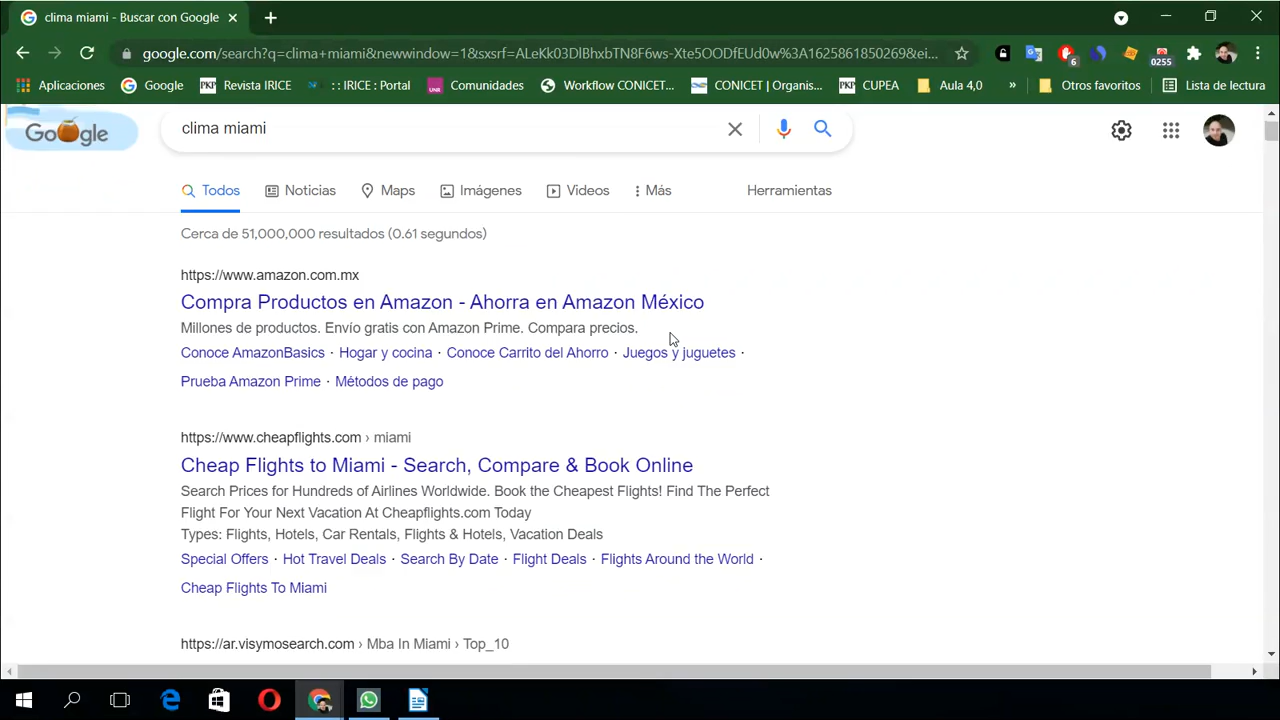 clima miami - Buscar con Google
google.com/search?q=clima+miami&newwindow=1&sxsrf=ALeKk03DlBhxbTN8F6ws-Xte5OODfEUd0w%3A1625861850269&ei...
6
0255
Aplicaciones
Google
PKP Revista IRICE
: : IRICE : Portal
UNR Comunidades
Workflow CONICET...
CONICET | Organis...
PKP CUPEA
Aula 4,0
»
Otros favoritos
Lista de lectura
Google
clima miami
Todos
Noticias
Maps
Imágenes
Videos
Más
Herramientas
Cerca de 51,000,000 resultados (0.61 segundos)
https://www.amazon.com.mx
Compra Productos en Amazon - Ahorra en Amazon México
Millones de productos. Envío gratis con Amazon Prime. Compara precios.
Conoce AmazonBasics · Hogar y cocina · Conoce Carrito del Ahorro · Juegos y juguetes ·
Prueba Amazon Prime · Métodos de pago
https://www.cheapflights.com › miami
Cheap Flights to Miami - Search, Compare & Book Online
Search Prices for Hundreds of Airlines Worldwide. Book the Cheapest Flights! Find The Perfect
Flight For Your Next Vacation At Cheapflights.com Today
Types: Flights, Hotels, Car Rentals, Flights & Hotels, Vacation Deals
Special Offers · Hot Travel Deals · Search By Date · Flight Deals · Flights Around the World ·
Cheap Flights To Miami
https://ar.visymosearch.com › Mba In Miami › Top_10